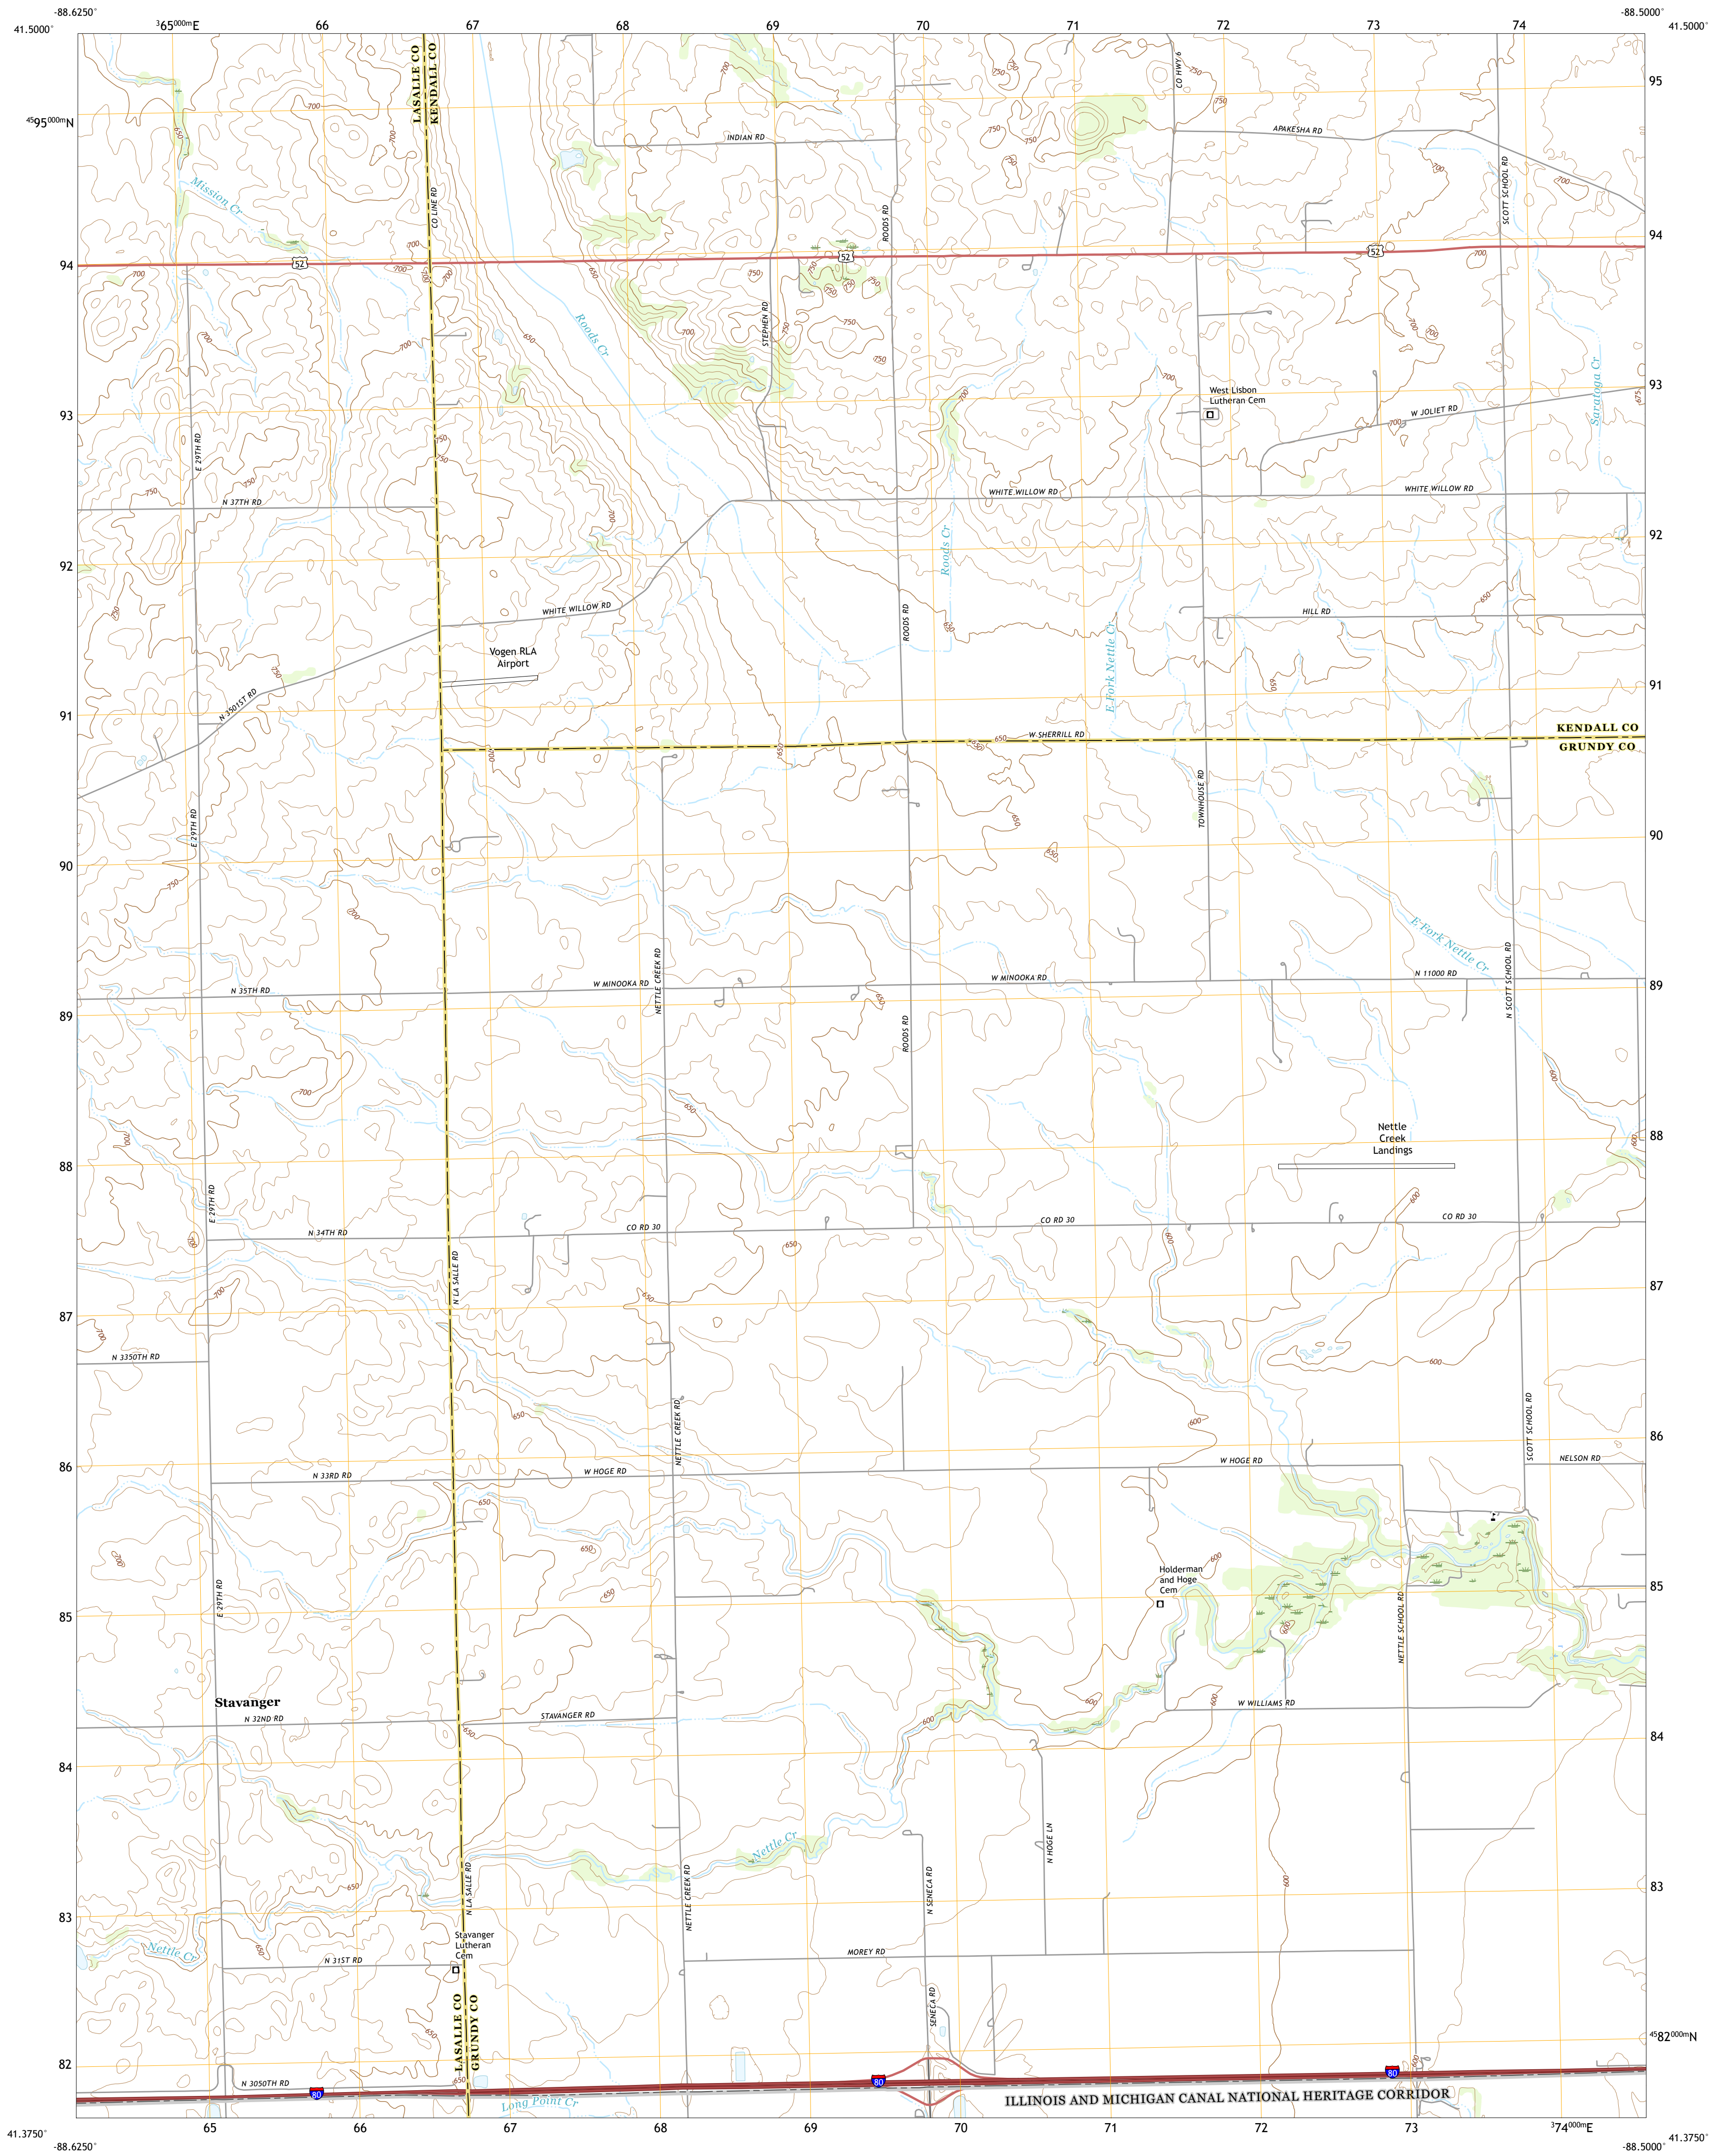 -88.6250°
-88.5000°
41.5000°
³65000mE
66
67
68
69
70
71
72
73
74
41.5000°
LASALLE CO
KENDALL CO
CO HWY 6
95
4595000mN
INDIAN RD
APAKESHA RD
Mission Cr
CO LINE RD
ROODS RD
SCOTT SCHOOL RD
94
94
52
52
52
STEPHEN RD
Roods Cr
Saratoga Cr
93
93
West Lisbon
Lutheran Cem
W JOLIET RD
E 29TH RD
N 37TH RD
WHITE WILLOW RD
WHITE WILLOW RD
92
92
Roods Cr
WHITE WILLOW RD
HILL RD
ROODS RD
E Fork Nettle Cr
Vogen RLA
Airport
N 3501ST RD
91
91
W SHERRILL RD
KENDALL CO
GRUNDY CO
TOWNHOUSE RD
E 29TH RD
90
90
E Fork Nettle Cr
NETTLE CREEK RD
N 35TH RD
W MINOOKA RD
W MINOOKA RD
N 11000 RD
N SCOTT SCHOOL RD
89
89
ROODS RD
Nettle
Creek
Landings
88
88
E 29TH RD
N 34TH RD
CO RD 30
CO RD 30
CO RD 30
N LA SALLE RD
87
87
N 3350TH RD
NETTLE CREEK RD
SCOTT SCHOOL RD
86
86
N 33RD RD
W HOGE RD
W HOGE RD
NELSON RD
Holderman
and Hoge
Cem
85
85
E 29TH RD
NETTLE SCHOOL RD
Stavanger
N 32ND RD
STAVANGER RD
W WILLIAMS RD
84
84
Nettle Cr
N HOGE LN
N LA SALLE RD
NETTLE CREEK RD
N SENECA RD
83
83
Nettle Cr
Stavanger
Lutheran
Cem
N 31ST RD
MOREY RD
LASALLE CO
GRUNDY CO
SENECA RD
82
4582000mN
N 3050TH RD
80
80
80
Long Point Cr
ILLINOIS AND MICHIGAN CANAL NATIONAL HERITAGE CORRIDOR
65
66
67
68
69
70
71
72
73
³74000mE
41.3750°
-88.6250°
41.3750°
-88.5000°